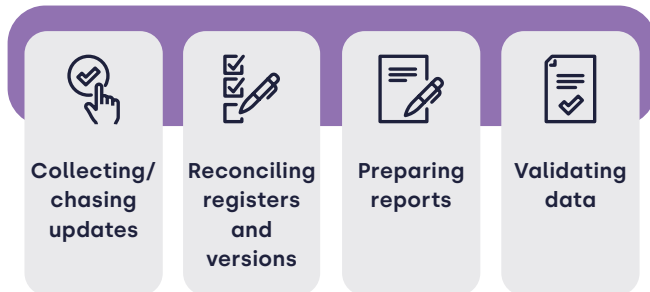 Collecting/
chasing
updates
Reconciling
registers
and
versions
Preparing
reports
Validating
data